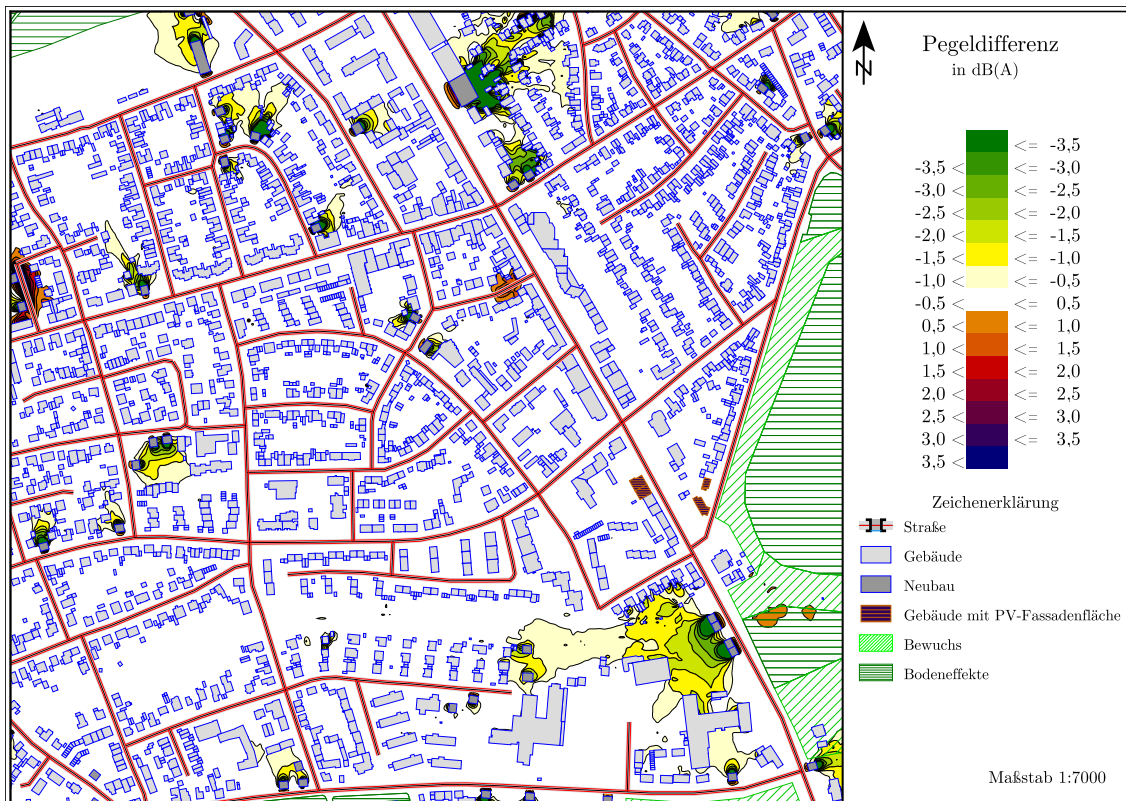 N
Pegeldifferenz
in dB(A)
<= -3,5
-3,5 < <= -3,0
-3,0 < <= -2,5
-2,5 < <= -2,0
-2,0 < <= -1,5
-1,5 < <= -1,0
-1,0 < <= -0,5
-0,5 < <= 0,5
0,5 < <= 1,0
1,0 < <= 1,5
1,5 < <= 2,0
2,0 < <= 2,5
2,5 < <= 3,0
3,0 < <= 3,5
3,5 <
Zeichenerklärung
Straße
Gebäude
Neubau
Gebäude mit PV-Fassadenfläche
Bewuchs
Bodeneffekte
Maßstab 1:7000